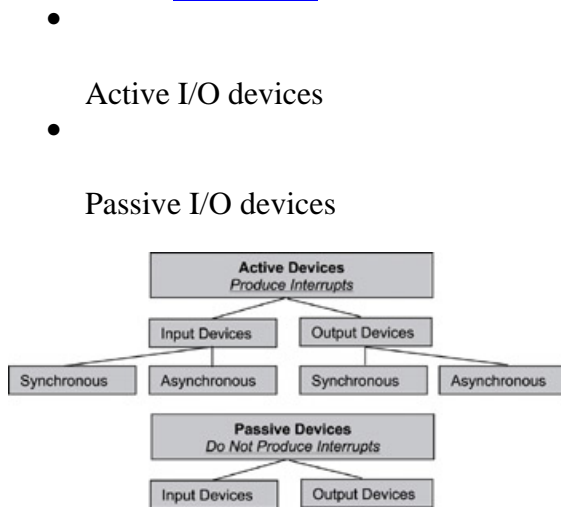 •
Active I/O devices
•
Passive I/O devices
Active Devices
Produce Interrupts
Input Devices Output Devices
Synchronous Asynchronous Synchronous Asynchronous
Passive Devices
Do Not Produce Interrupts
Input Devices Output Devices